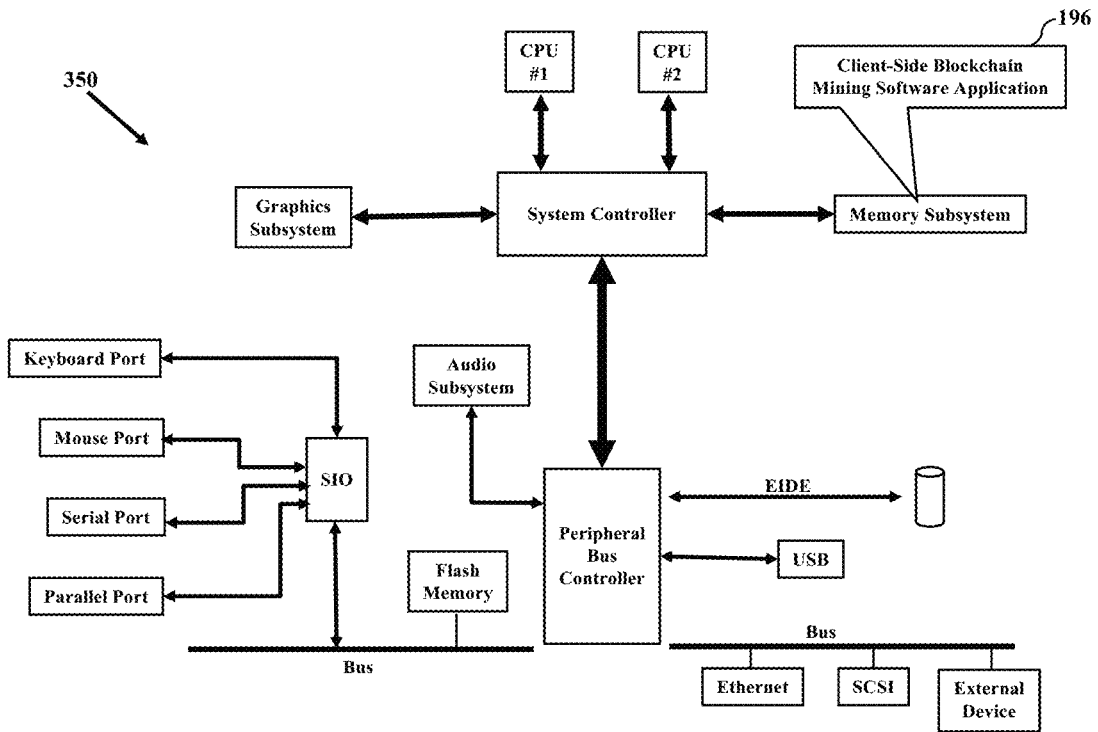 196
CPU
#1
CPU
#2
Client-Side Blockchain
Mining Software Application
350
Graphics
Subsystem
System Controller
Memory Subsystem
Keyboard Port
Audio
Subsystem
Mouse Port
SIO
EIDE
Serial Port
Peripheral
Bus
Controller
USB
Flash
Memory
Parallel Port
Bus
Bus
Ethernet
SCSI
External
Device